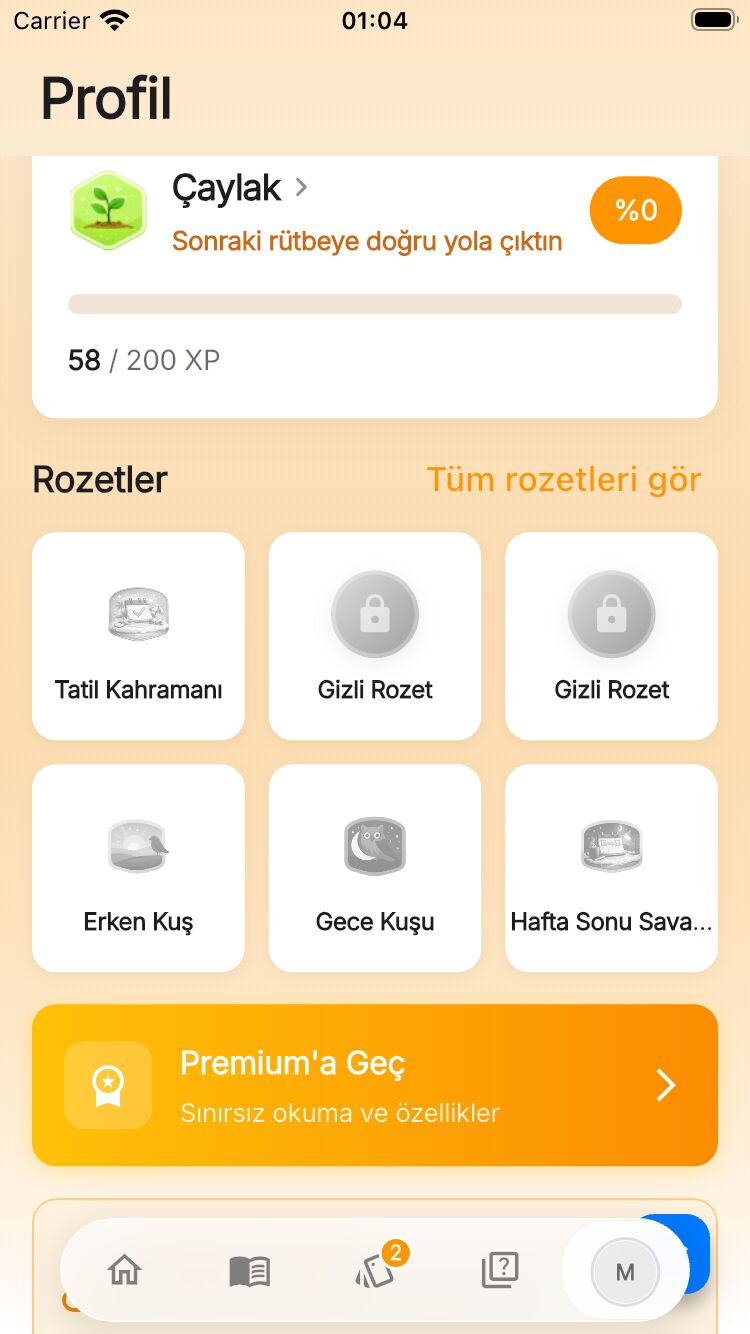 Carrier
01:04
Profil
Çaylak
%0
Sonraki rütbeye doğru yola çıktın
58 / 200 XP
Rozetler
Tüm rozetleri gör
Tatil Kahramanı
Gizli Rozet
Gizli Rozet
Erken Kuş
Gece Kuşu
Hafta Sonu Sava...
Premium'a Geç
Sınırsız okuma ve özellikler
2
?
M